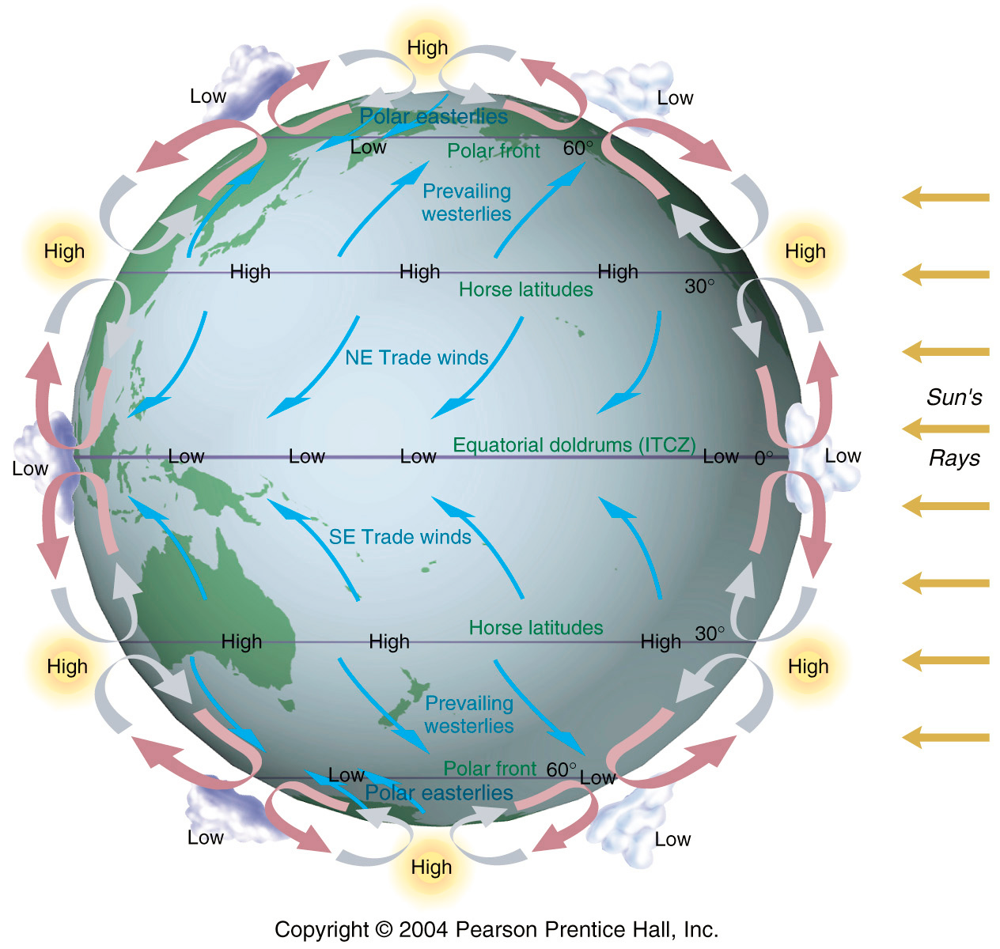 High
Low
Low
Polar easterlies
Low
Polar front
60°
Prevailing
westerlies
High
High
High
High
High
Horse latitudes
30°
NE Trade winds
Sun's
Equatorial doldrums (ITCZ)
Low
Low
Low
Low
Low
0°
Low
Rays
SE Trade winds
Horse latitudes
30°
High
High
High
High
High
Prevailing
westerlies
Polar front
60°
Low
Low
Polar easterlies
Low
Low
High
Copyright © 2004 Pearson Prentice Hall, Inc.